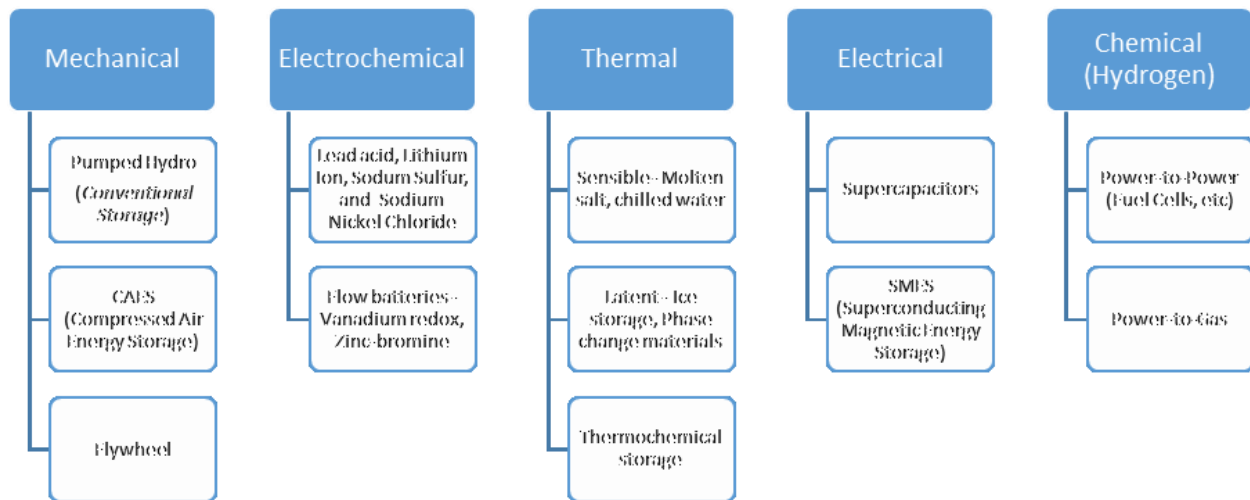 Mechanical
Pumped Hydro
(Conventional
Storage)
CAES
(Compressed Air
Energy Storage)
Flywheel
Electrochemical
Lead acid, Lithium
Ion, Sodum Sulfur,
and Sodium
Nickel Chloride
Flow batteries-
Vanadium redox,
Zinc-bromine
Thermal
Sensible- Molten
salt, chilled water
Latent- Ice
storage, Phase
change materials
Thermochemical
storage
Electrical
Supercapacitors
SMES
(Superconducting
Magnetic Energy
Storage)
Chemical
(Hydrogen)
Power-to-Power
(Fuel Cells, etc)
Power-to-Gas